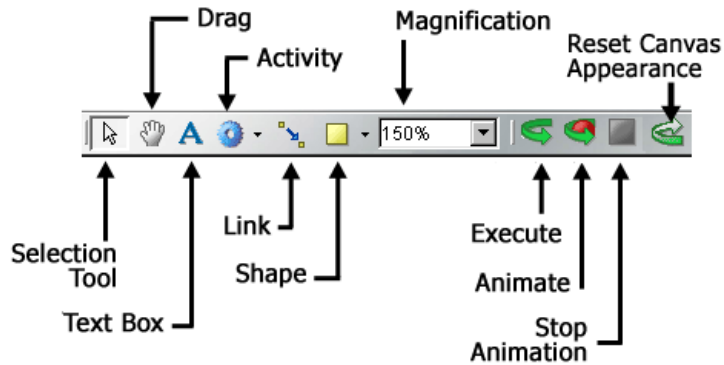 Drag
Magnification
Activity
Reset Canvas
Appearance
A
150%
Link
Execute
Selection
Tool
Shape
Animate
Text Box
Stop
Animation